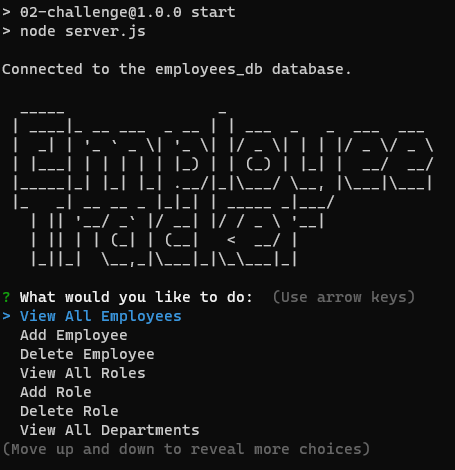 > 02-challenge@1.0.0 start
> node server.js
Connected to the employees_db database.
Employee
Tracker
? What would you like to do: (Use arrow keys)
> View All Employees
Add Employee
Delete Employee
View All Roles
Add Role
Delete Role
View All Departments
(Move up and down to reveal more choices)